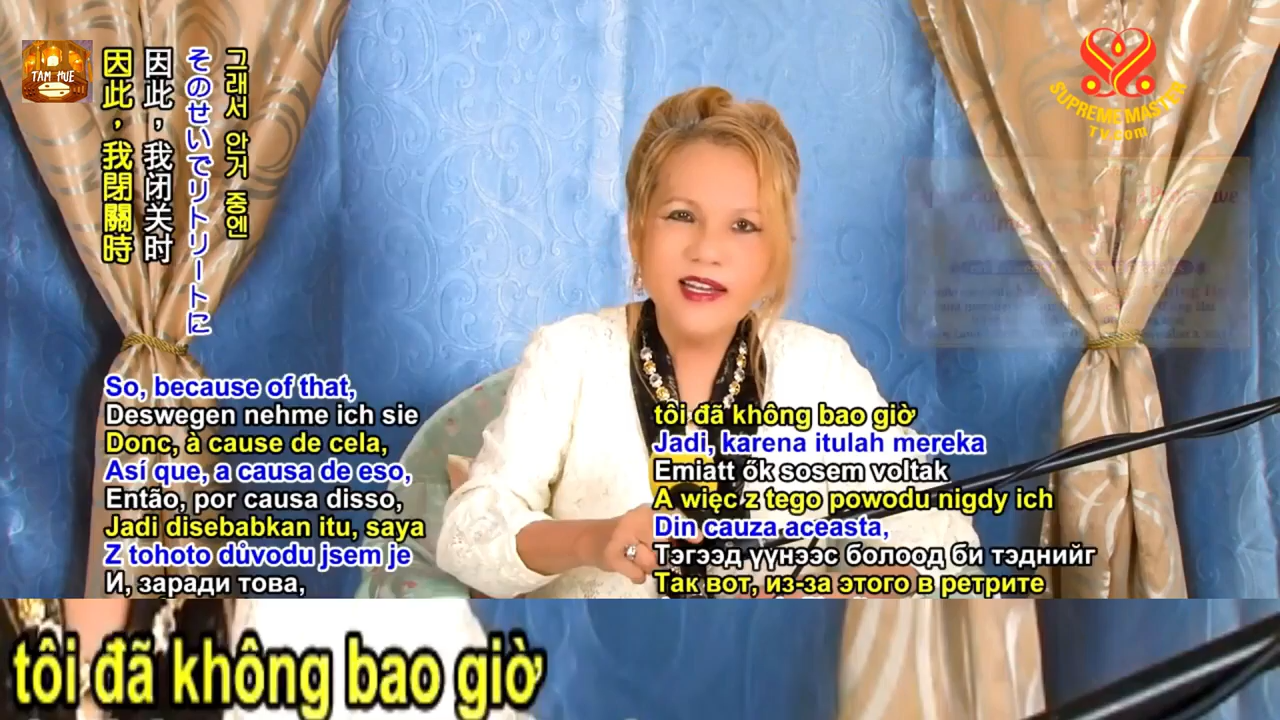 TAM HUE
因此，我閉關時
因此，我闭关时
そのせいでリトリートに
그래서 안거 중엔
SUPREME MASTER
TV.com
So, because of that,
Deswegen nehme ich sie
Donc, à cause de cela,
Así que, a causa de eso,
Então, por causa disso,
Jadi disebabkan itu, saya
Z tohoto důvodu jsem je
И, заради това,
tôi đã không bao giờ
Jadi, karena itulah mereka
Emiatt ők sosem voltak
A więc z tego powodu nigdy ich
Din cauza aceasta,
Тэгээд үүнээс болоод би тэднийг
Так вот, из-за этого в ретрите
tôi đã không bao giờ